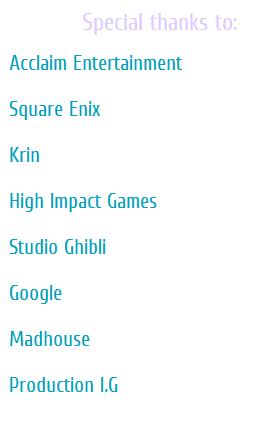 Special thanks to:
Acclaim Entertainment
Square Enix
Krin
High Impact Games
Studio Ghibli
Google
Madhouse
Production I.G